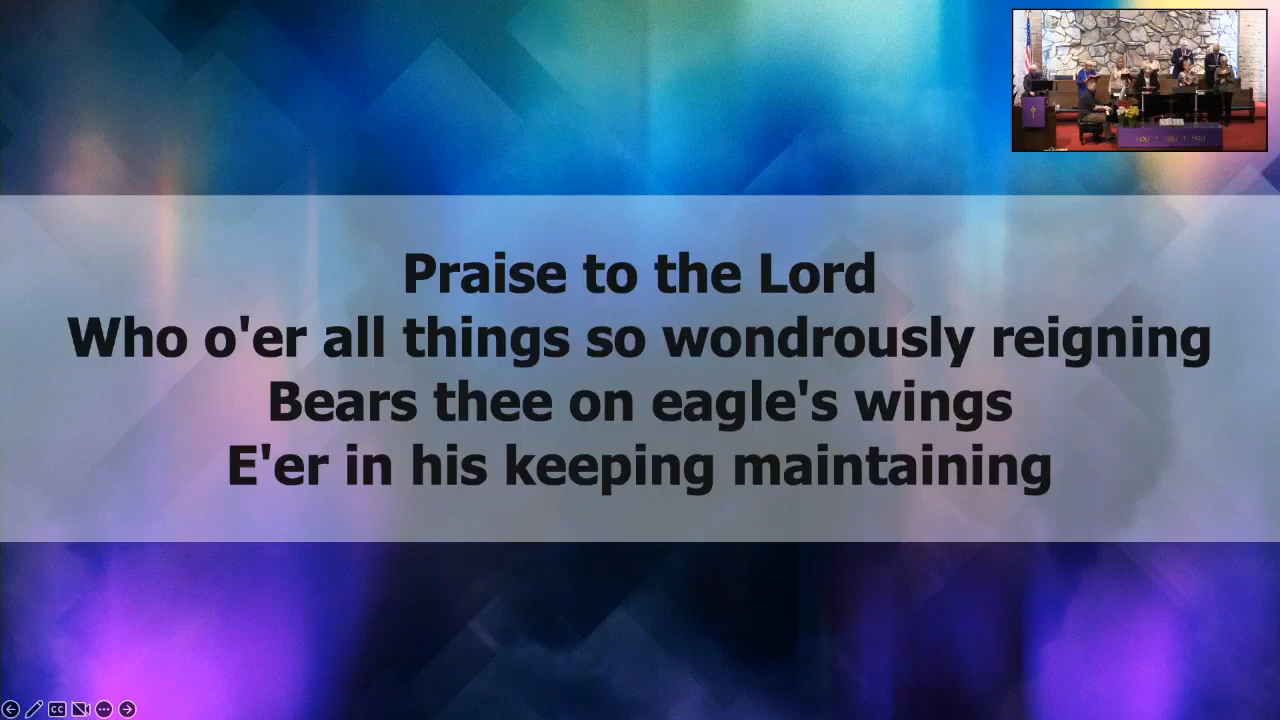 Praise to the Lord
Who o'er all things so wondrously reigning
Bears thee on eagle's wings
E'er in his keeping maintaining
CC